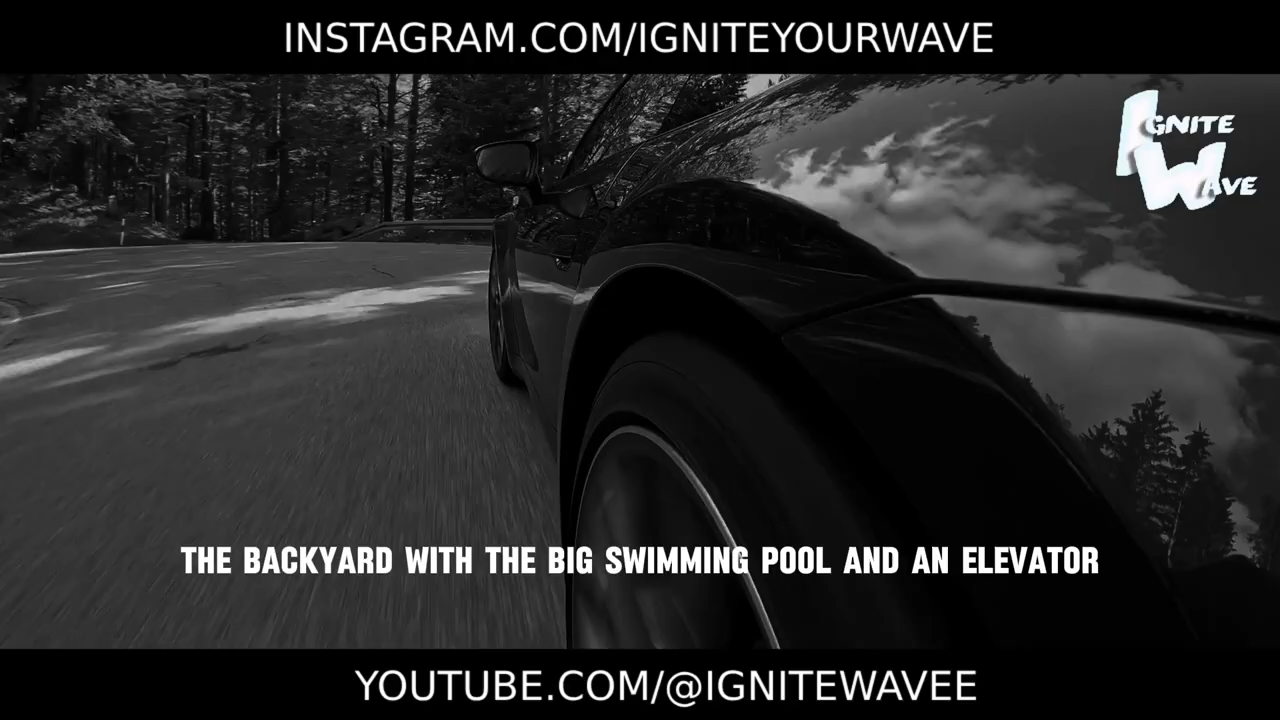 INSTAGRAM.COM/IGNITEYOURWAVE
IGNITE
WAVE
THE BACKYARD WITH THE BIG SWIMMING POOL AND AN ELEVATOR
YOUTUBE.COM/@IGNITEWAVEE